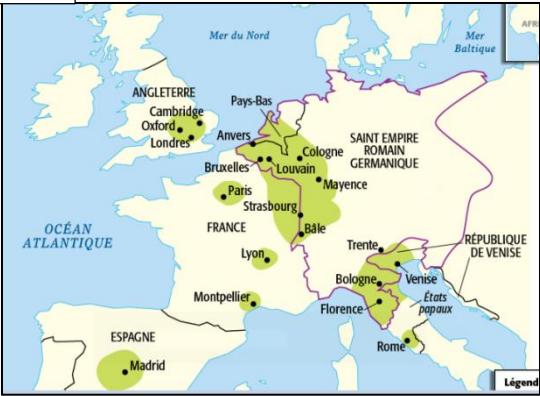 AFRI
Mer du Nord
Mer
Baltique
ANGLETERRE
Cambridge
Oxford
Londres
Pays-Bas
Anvers
SAINT EMPIRE
ROMAIN
GERMANIQUE
Cologne
Bruxelles
Louvain
Mayence
Paris
Strasbourg
OCÉAN
ATLANTIQUE
FRANCE
Bâle
Trente
RÉPUBLIQUE
DE VENISE
Lyon
Venise
Bologne
États
papaux
Montpellier
Florence
ESPAGNE
Rome
Madrid
Légend